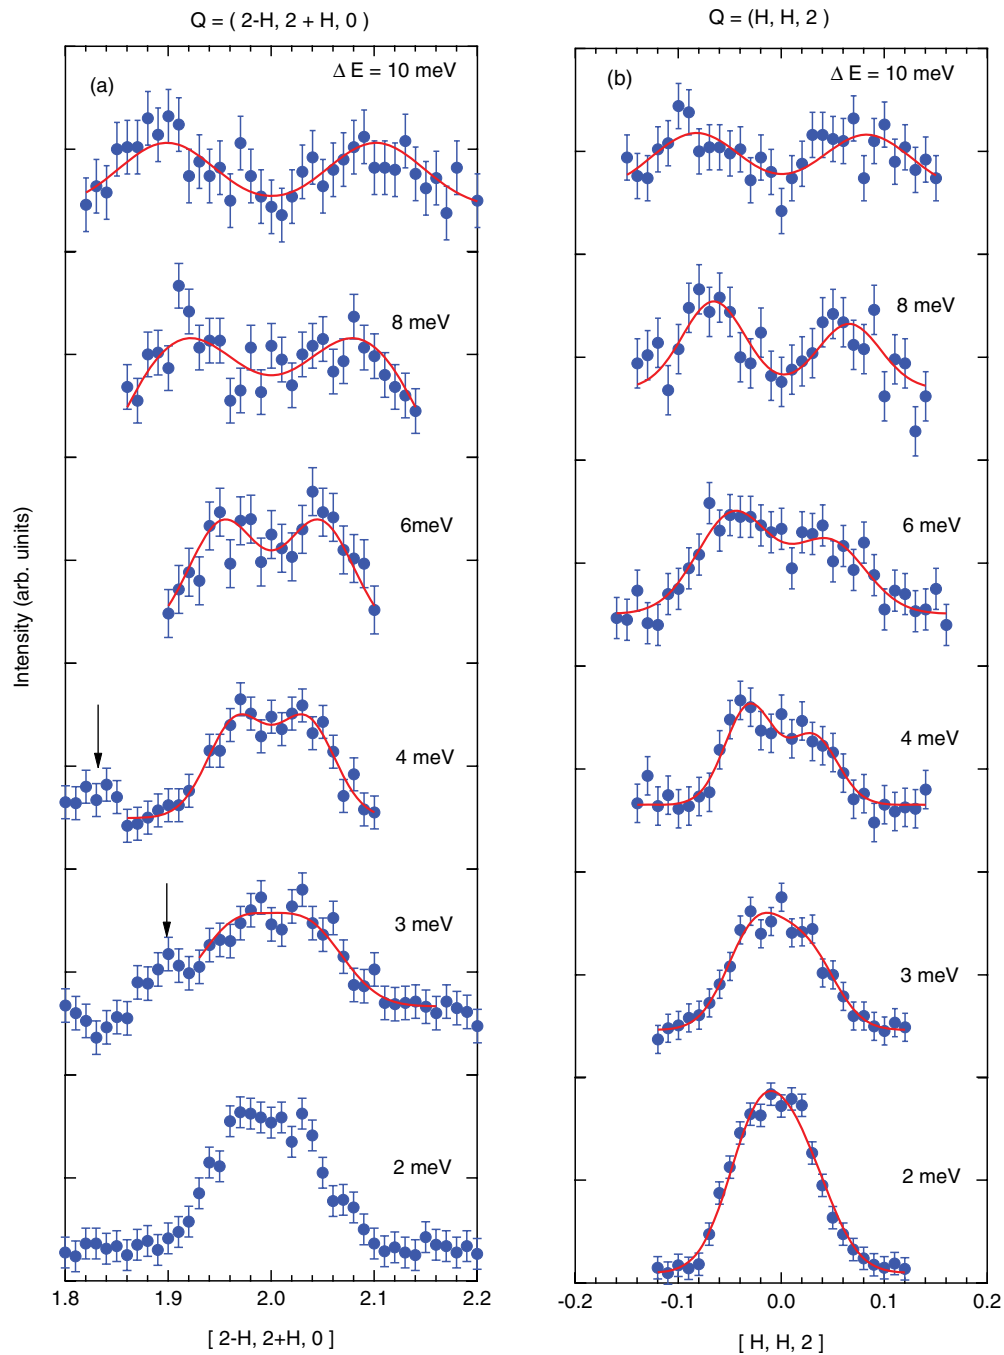 Q = ( 2-H, 2 + H, 0 )
(a)
Δ E = 10 meV
8 meV
6meV
4 meV
3 meV
2 meV
Intensity (arb. uinits)
1.8 1.9 2.0 2.1 2.2
[ 2-H, 2+H, 0 ]
Q = (H, H, 2 )
(b)
Δ E = 10 meV
8 meV
6 meV
4 meV
3 meV
2 meV
-0.2 -0.1 0.0 0.1 0.2
[ H, H, 2 ]